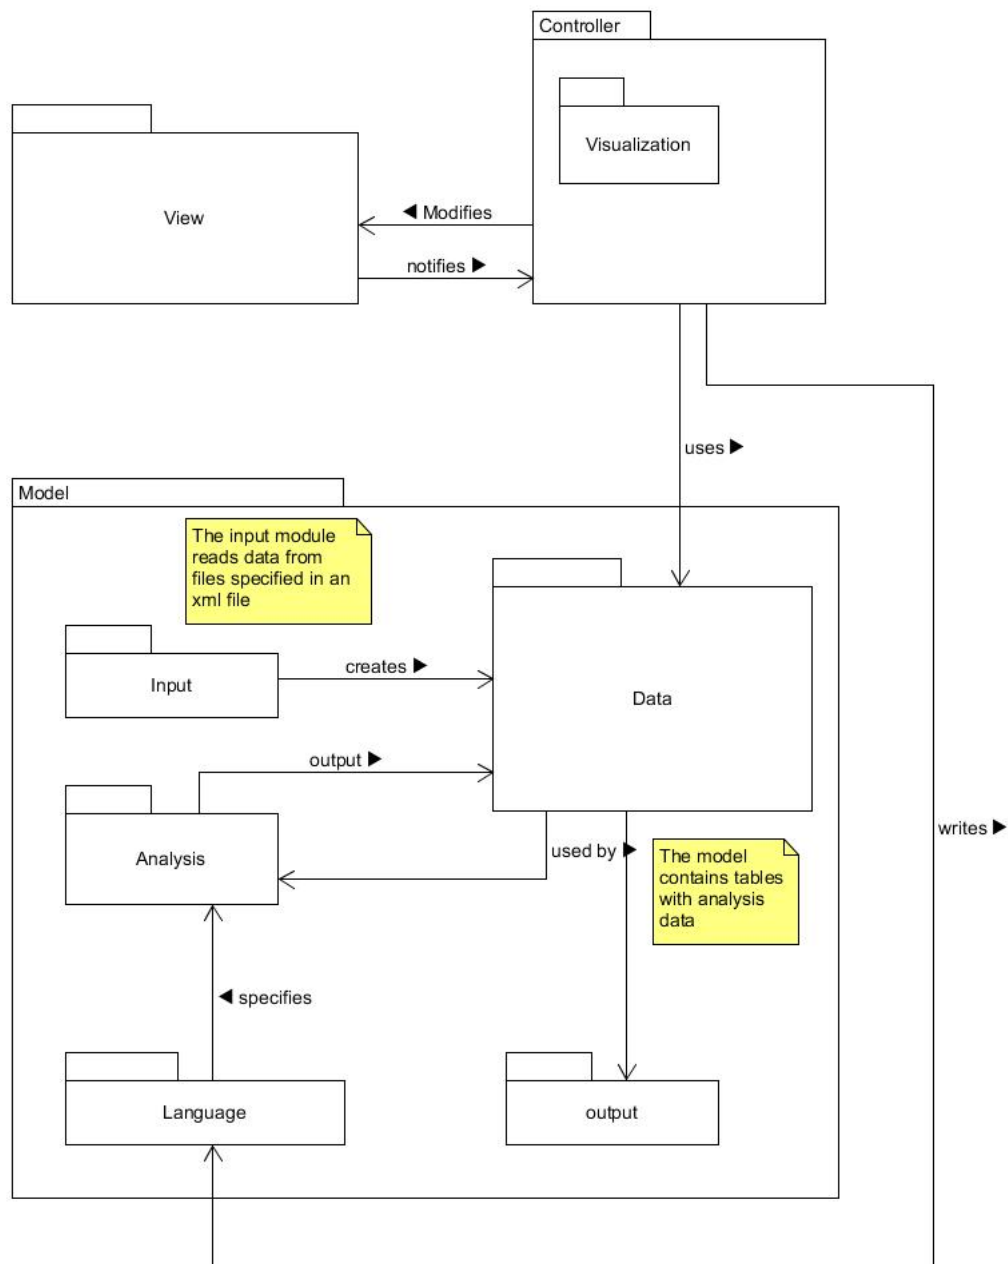 Controller
Visualization
View
◀ Modifies
notifies ▶
uses ▶
Model
The input module
reads data from
files specified in an
xml file
creates ▶
Input
Data
output ▶
Analysis
used by ▶
The model
contains tables
with analysis
data
writes ▶
◀ specifies
Language
output